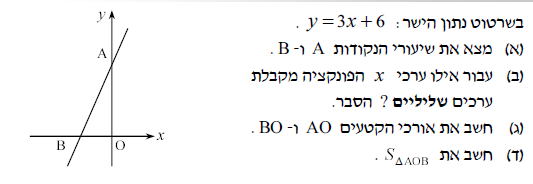 בשרטוט נתון הישר: y = 3x + 6 .
(א) מצא את שיעורי הנקודות A ו- B .
(ב) עבור אילו ערכי x הפונקציה מקבלת
ערכים שליליים ? הסבר.
(ג) חשב את אורכי הקטעים AO ו- BO .
(ד) חשב את S△AOB .
y
A
x
B
O